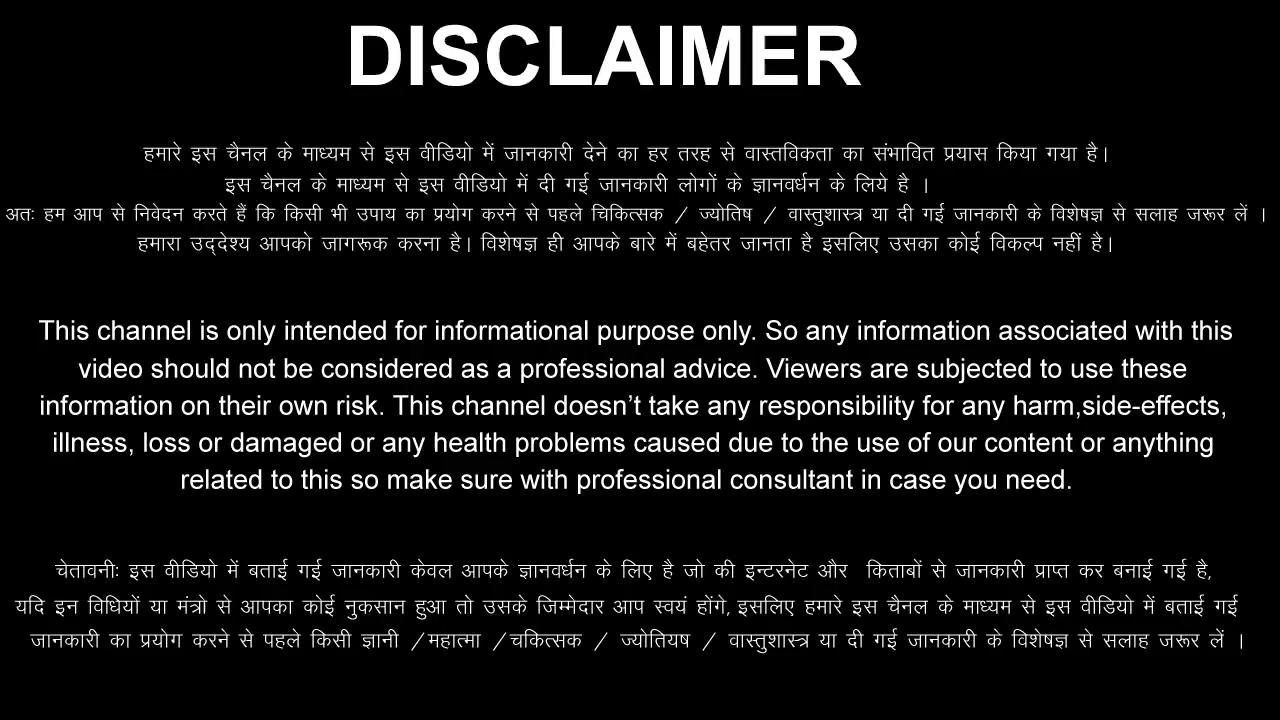 DISCLAIMER
हमारे इस चैनल के माध्यम से इस वीडियो में जानकारी देने का हर तरह से वास्तविकता का संभावित प्रयास किया गया है।
इस चैनल के माध्यम से इस वीडियो में दी गई जानकारी लोगों के ज्ञानवर्धन के लिये है ।
अतः हम आप से निवेदन करते हैं कि किसी भी उपाय का प्रयोग करने से पहले चिकित्सक / ज्योतिष / वास्तुशास्त्र या दी गई जानकारी के विशेषज्ञ से सलाह जरूर लें ।
हमारा उद्देश्य आपको जागरूक करना है। विशेषज्ञ ही आपके बारे में बहेतर जानता है इसलिए उसका कोई विकल्प नहीं है।
This channel is only intended for informational purpose only. So any information associated with this
video should not be considered as a professional advice. Viewers are subjected to use these
information on their own risk. This channel doesn’t take any responsibility for any harm,side-effects,
illness, loss or damaged or any health problems caused due to the use of our content or anything
related to this so make sure with professional consultant in case you need.
चेतावनीः इस वीडियो में बताई गई जानकारी केवल आपके ज्ञानवर्धन के लिए है जो की इन्टरनेट और किताबों से जानकारी प्राप्त कर बनाई गई है,
यदि इन विधियों या मंत्रो से आपका कोई नुकसान हुआ तो उसके जिम्मेदार आप स्वयं होंगे, इसलिए हमारे इस चैनल के माध्यम से इस वीडियो में बताई गई
जानकारी का प्रयोग करने से पहले किसी ज्ञानी /महात्मा /चकित्सक / ज्योतियष / वास्तुशास्त्र या दी गई जानकारी के विशेषज्ञ से सलाह जरूर लें ।